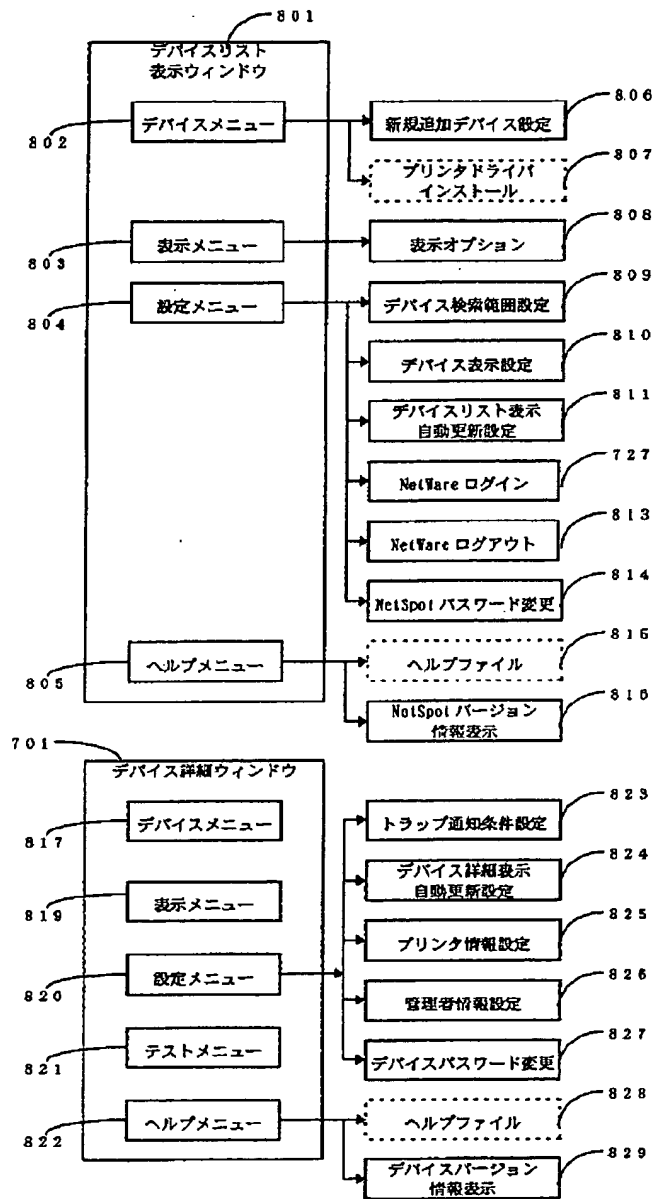 801
デバイスリスト
表示ウィンドウ
802
デバイスメニュー
新規追加デバイス設定
806
プリンタドライバ
インストール
807
803
表示メニュー
表示オプション
808
804
設定メニュー
デバイス検索範囲設定
809
デバイス表示設定
810
デバイスリスト表示
自動更新設定
811
NetWare ログイン
727
NetWare ログアウト
813
NetSpot パスワード変更
814
805
ヘルプメニュー
ヘルプファイル
815
NetSpot バージョン
情報表示
816
701
デバイス詳細ウィンドウ
817
デバイスメニュー
819
表示メニュー
820
設定メニュー
トラップ通知条件設定
823
デバイス詳細表示
自動更新設定
824
プリンタ情報設定
825
管理者情報設定
826
デバイスパスワード変更
827
821
テストメニュー
822
ヘルプメニュー
ヘルプファイル
828
デバイスバージョン
情報表示
829